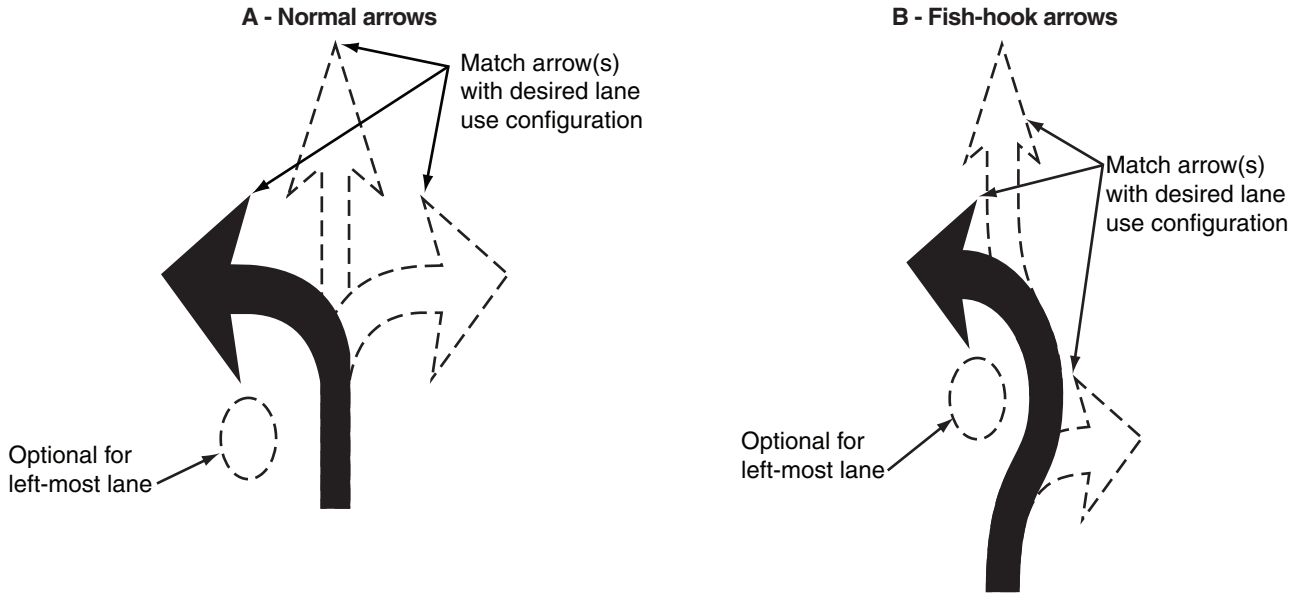 A - Normal arrows
Match arrow(s)
with desired lane
use configuration
Optional for
left-most lane
B - Fish-hook arrows
Match arrow(s)
with desired lane
use configuration
Optional for
left-most lane